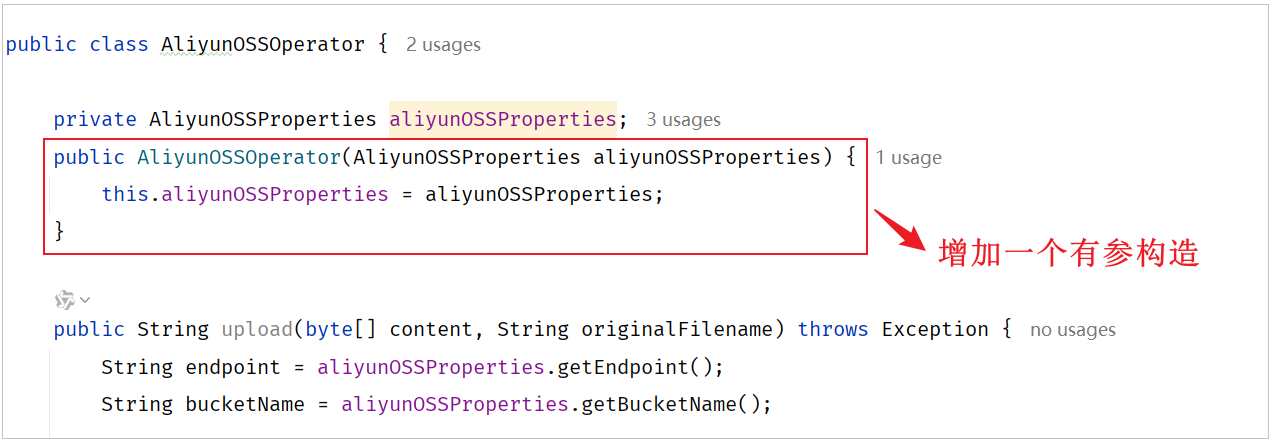 public class AliyunOSSOperator { 2 usages
private AliyunOSSProperties aliyunOSSProperties; 3 usages
public AliyunOSSOperator(AliyunOSSProperties aliyunOSSProperties) { 1 usage
this.aliyunOSSProperties = aliyunOSSProperties;
}
增加一个有参构造
public String upload(byte[] content, String originalFilename) throws Exception { no usages
String endpoint = aliyunOSSProperties.getEndpoint();
String bucketName = aliyunOSSProperties.getBucketName();